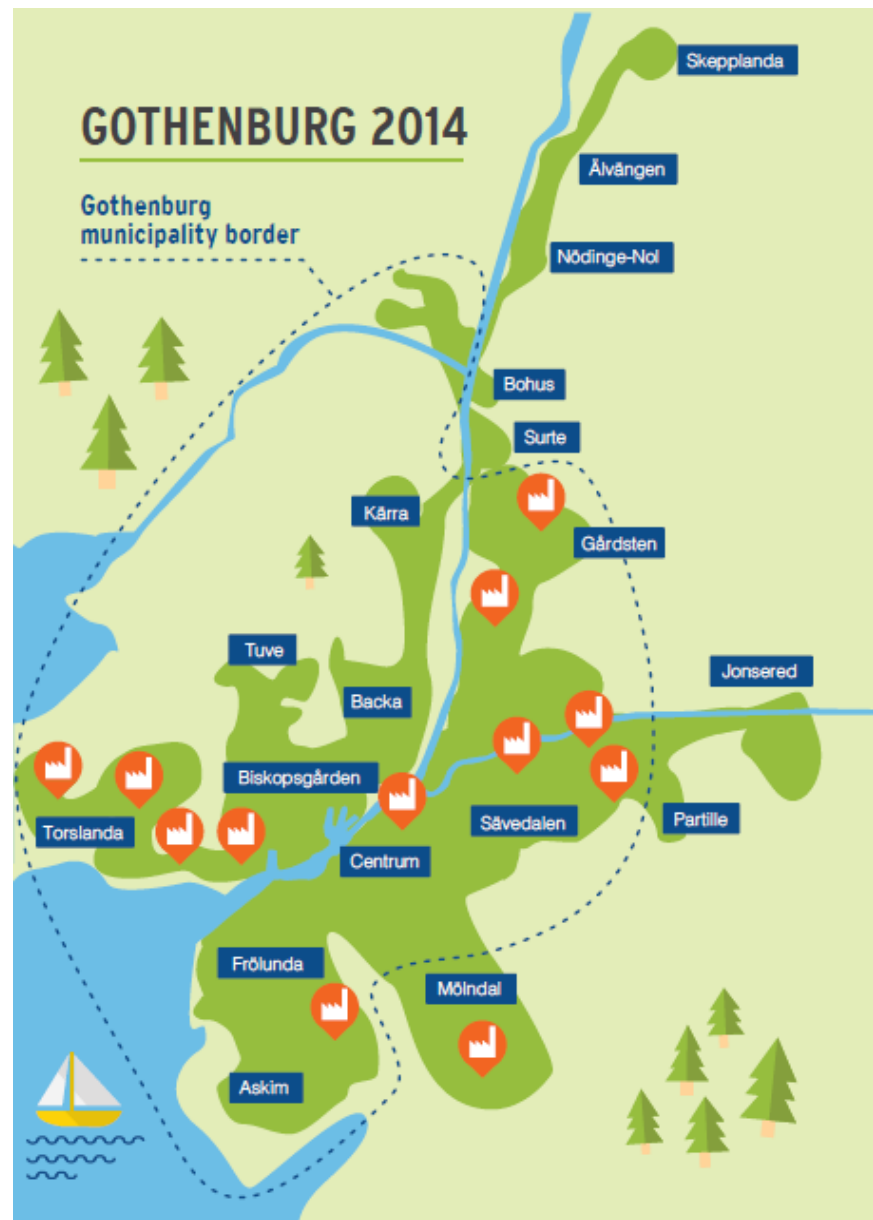 GOTHENBURG 2014
Gothenburg
municipality border
Skepplanda
Älvängen
Nödinge-Nol
Bohus
Surte
Kärra
Gårdsten
Tuve
Jonsered
Backa
Biskopsgården
Torslanda
Sävedalen
Partille
Centrum
Frölunda
Mölndal
Askim